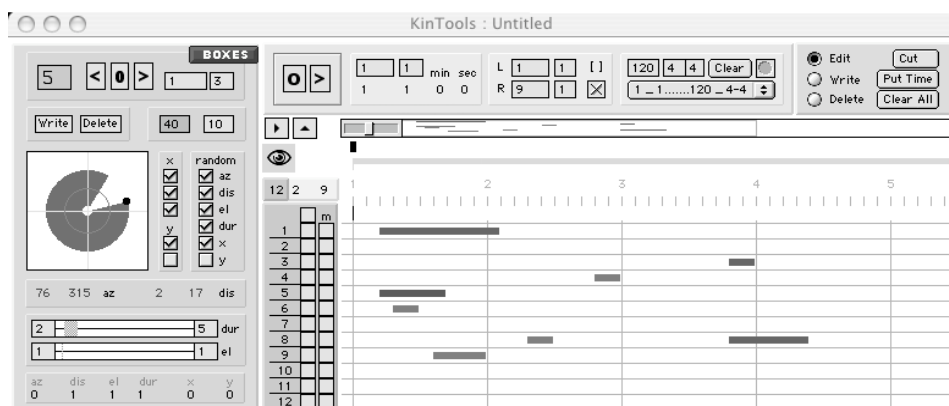 KinTools : Untitled
BOXES
5 < 0 > 1 3
Write Delete 40 10
x random
az
dis
el
y dur
x
y
76 315 az 2 17 dis
2 5 dur
1 1 el
az dis el dur x y
0 1 1 1 0 0
o >
1 1 min sec
1 1 0 0
L 1 1 [ ]
R 9 1
120 4 4 Clear
1 _ 1.......120 _ 4-4
Edit Cut
Write Put Time
Delete Clear All
12 2 9
1 2 3 4 5
m
1
2
3
4
5
6
7
8
9
10
11
12